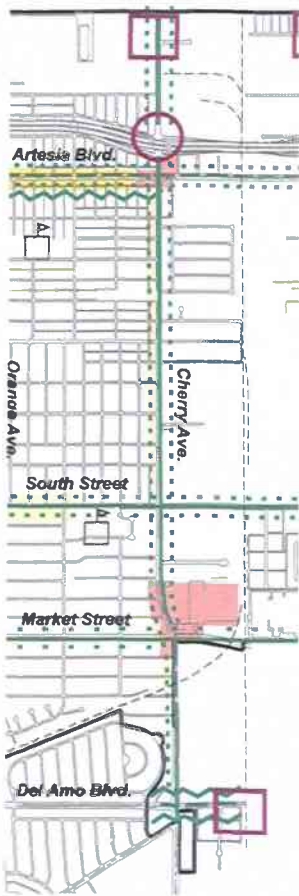 Artesia Blvd.
A
Orange Ave.
Cherry Ave.
South Street
A
Market Street
Del Amo Blvd.